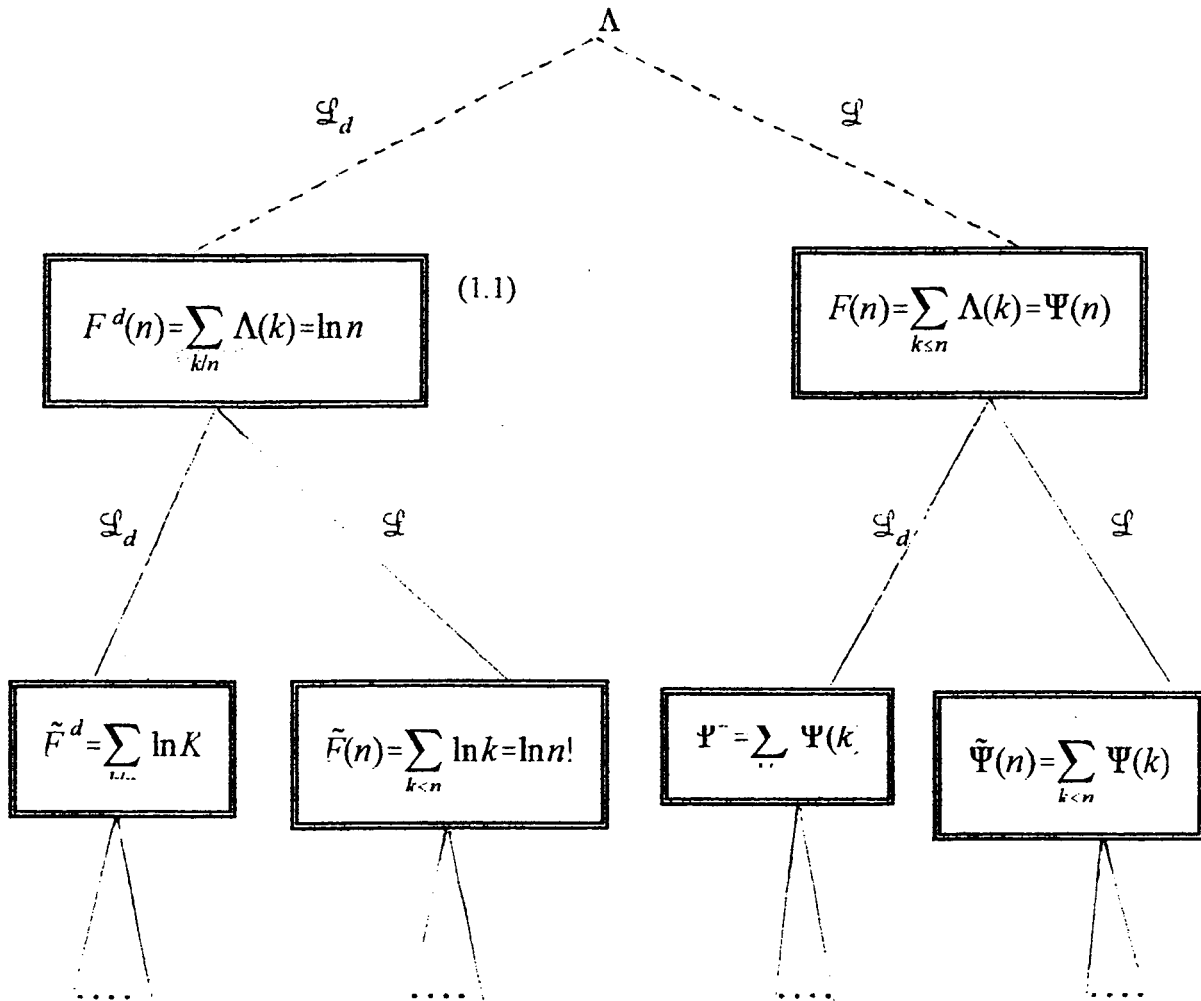 Λ
𝔏_d 𝔏
F^d(n)=∑_{k/n} Λ(k)=ln n (1.1) F(n)=∑_{k≤n} Λ(k)=Ψ(n)
𝔏_d 𝔏 𝔏_d 𝔏
F̃^d=∑ ln K F̃(n)=∑_{k<n} ln k=ln n! Ψ =∑ Ψ(k Ψ̃(n)=∑_{k<n} Ψ(k)
.... .... .... ....